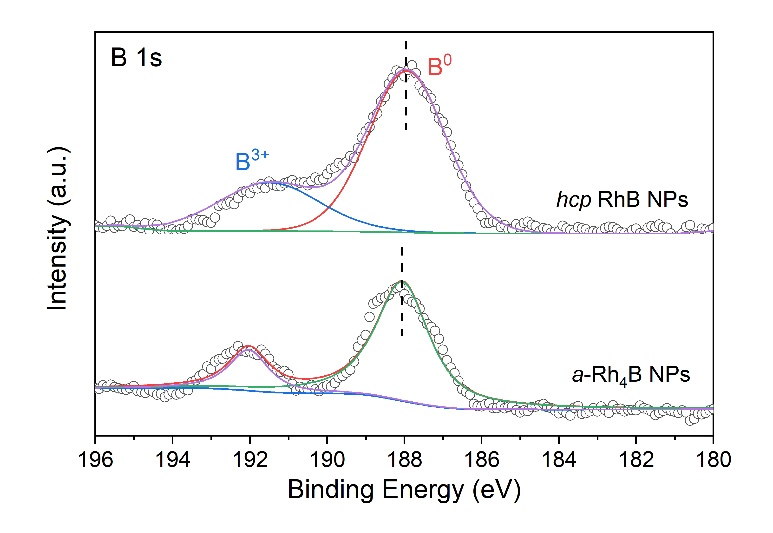 B 1s
B⁰
B³⁺
hcp RhB NPs
a-Rh₄B NPs
Intensity (a.u.)
196 194 192 190 188 186 184 182 180
Binding Energy (eV)